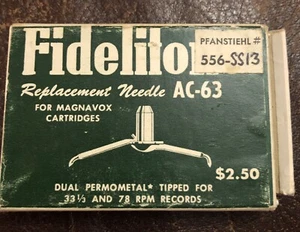 Fidelito
PFANSTIEHL #
556-SS13
Replacement Needle AC-63
FOR MAGNAVOX
CARTRIDGES
$2.50
DUAL PERMOMETAL* TIPPED FOR
33⅓ AND 78 RPM RECORDS